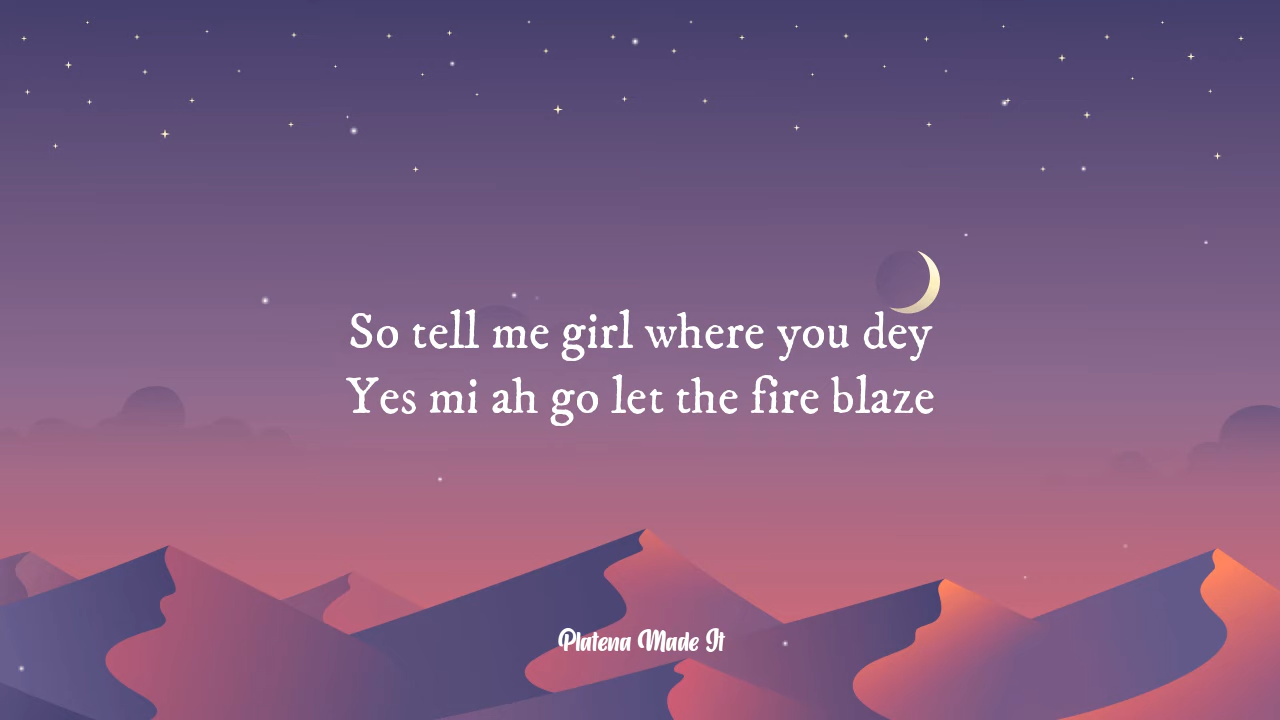 So tell me girl where you dey
Yes mi ah go let the fire blaze
Platena Made It